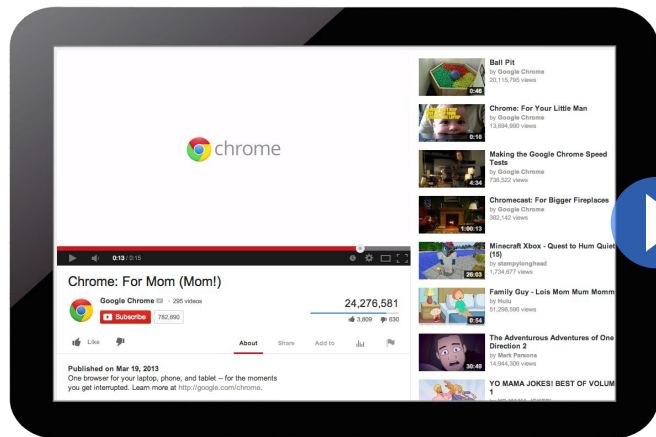 chrome
0:13 / 0:15
Chrome: For Mom (Mom!)
Google Chrome · 295 videos
Subscribe 782,890
24,276,581
3,809 630
Like
About Share Add to
Published on Mar 19, 2013
One browser for your laptop, phone, and tablet – for the moments
you get interrupted. Learn more at http://google.com/chrome.
Ball Pit
by Google Chrome
20,115,795 views
0:46
Chrome: For Your Little Man
by Google Chrome
13,694,990 views
0:16
Making the Google Chrome Speed
Tests
by Google Chrome
736,522 views
4:34
Chromecast: For Bigger Fireplaces
by Google Chrome
382,142 views
1:00:13
Minecraft Xbox - Quest to Hum Quiet
(15)
by stampylonghead
1,734,677 views
26:03
Family Guy - Lois Mom Mum Momm
by Hulu
51,298,598 views
0:54
The Adventurous Adventures of One
Direction 2
by Mark Parsons
14,944,308 views
30:49
YO MAMA JOKES! BEST OF VOLUM
1